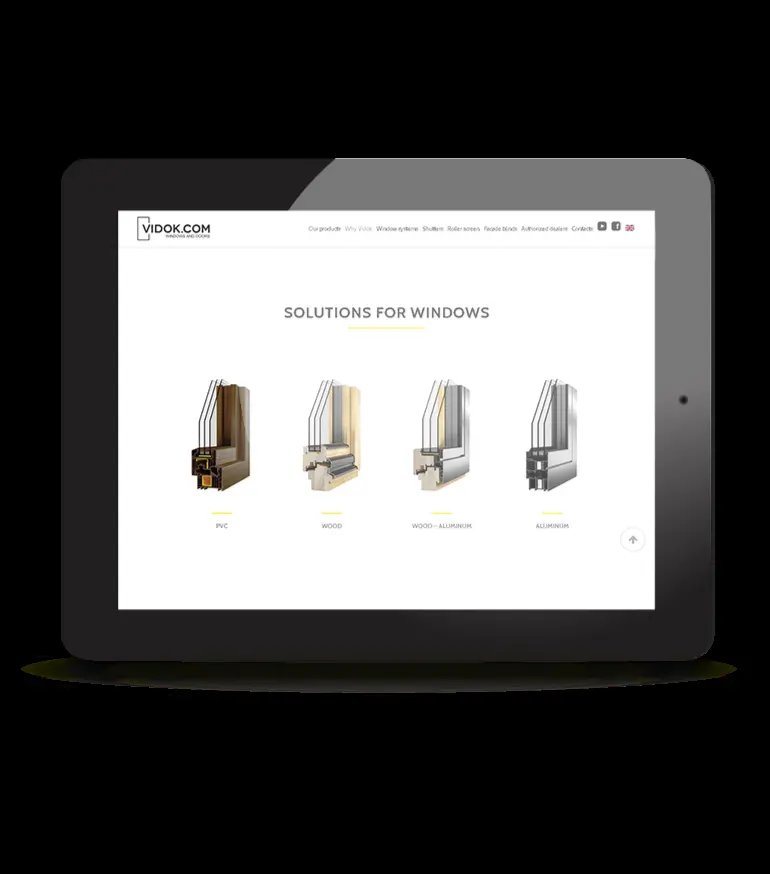 VIDOK.COM
WINDOWS AND DOORS
Our products Why Vidok Window systems Shutters Roller screens Facade blinds Authorized dealers Contacts
SOLUTIONS FOR WINDOWS
PVC WOOD WOOD - ALUMINUM ALUMINUM